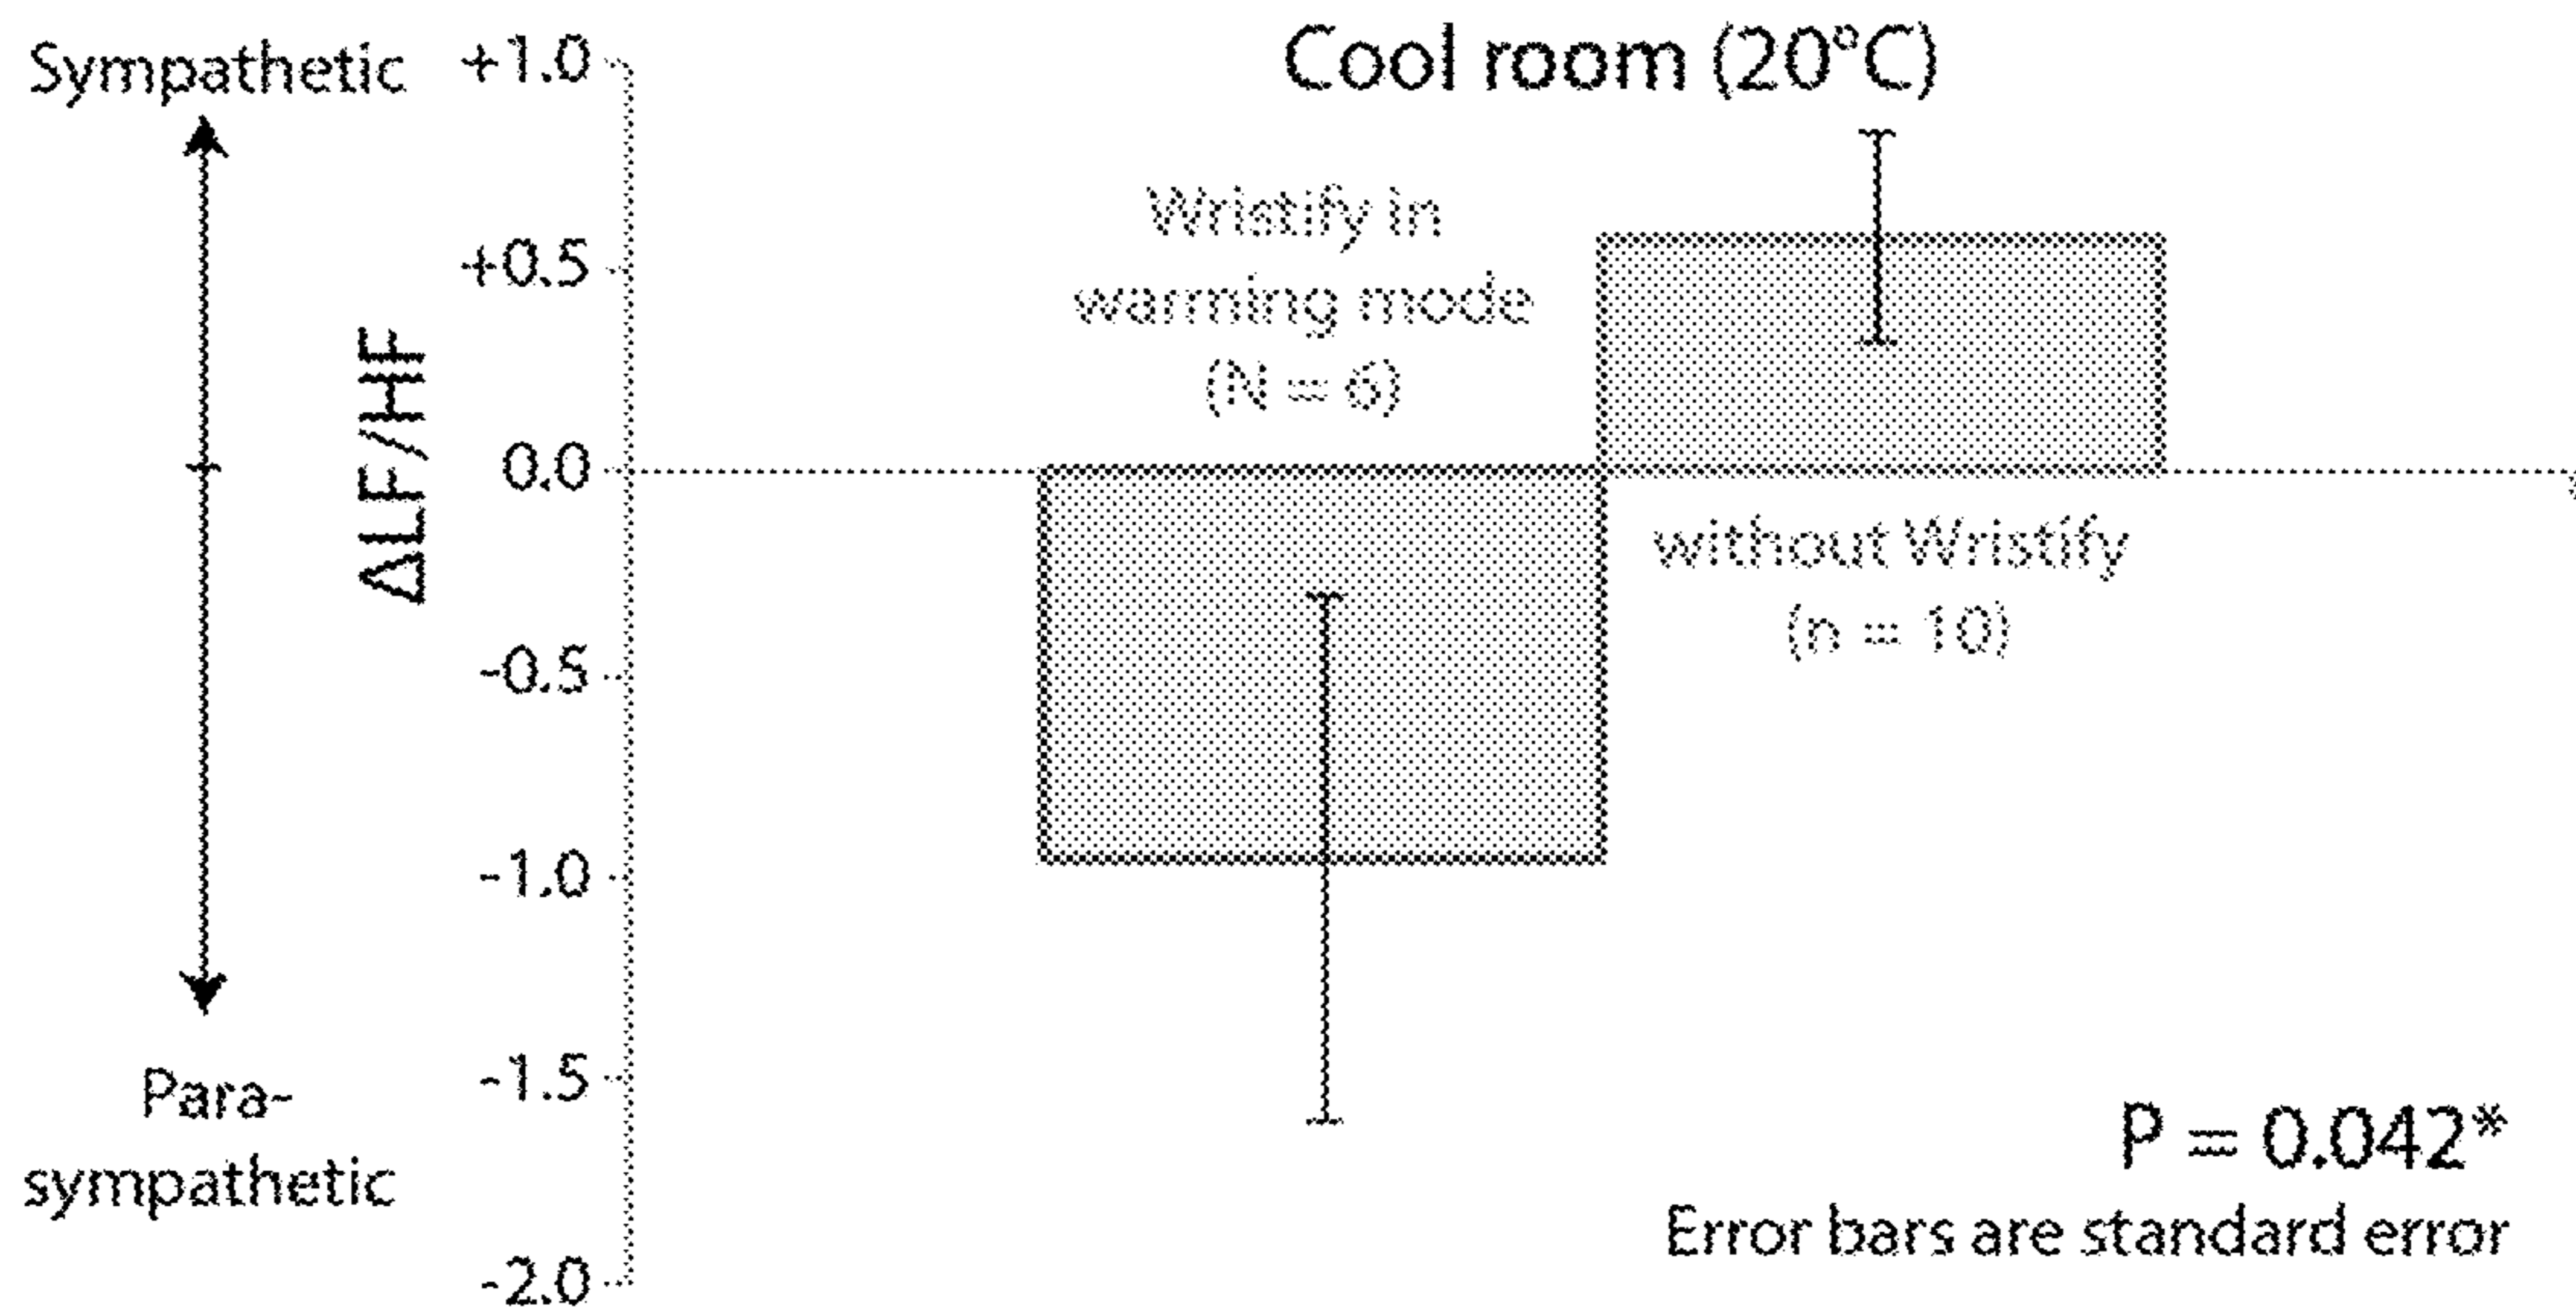 Cool room (20°C)
Sympathetic
Para-
sympathetic
ΔLF/HF
+1.0
+0.5
0.0
-0.5
-1.0
-1.5
-2.0
Wristify in
warming mode
(N = 6)
without Wristify
(n = 10)
P = 0.042*
Error bars are standard error